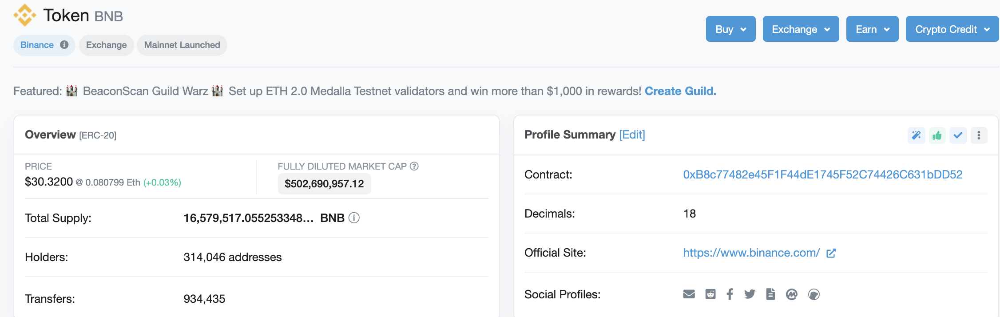 Token BNB
Buy Exchange Earn Crypto Credit
Binance Exchange Mainnet Launched
Featured: BeaconScan Guild Warz Set up ETH 2.0 Medalla Testnet validators and win more than $1,000 in rewards! Create Guild.
Overview [ERC-20]
PRICE
$30.3200 @ 0.080799 Eth (+0.03%)
FULLY DILUTED MARKET CAP
$502,690,957.12
Total Supply: 16,579,517.055253348... BNB
Holders: 314,046 addresses
Transfers: 934,435
Profile Summary [Edit]
Contract: 0xB8c77482e45F1F44dE1745F52C74426C631bDD52
Decimals: 18
Official Site: https://www.binance.com/
Social Profiles: